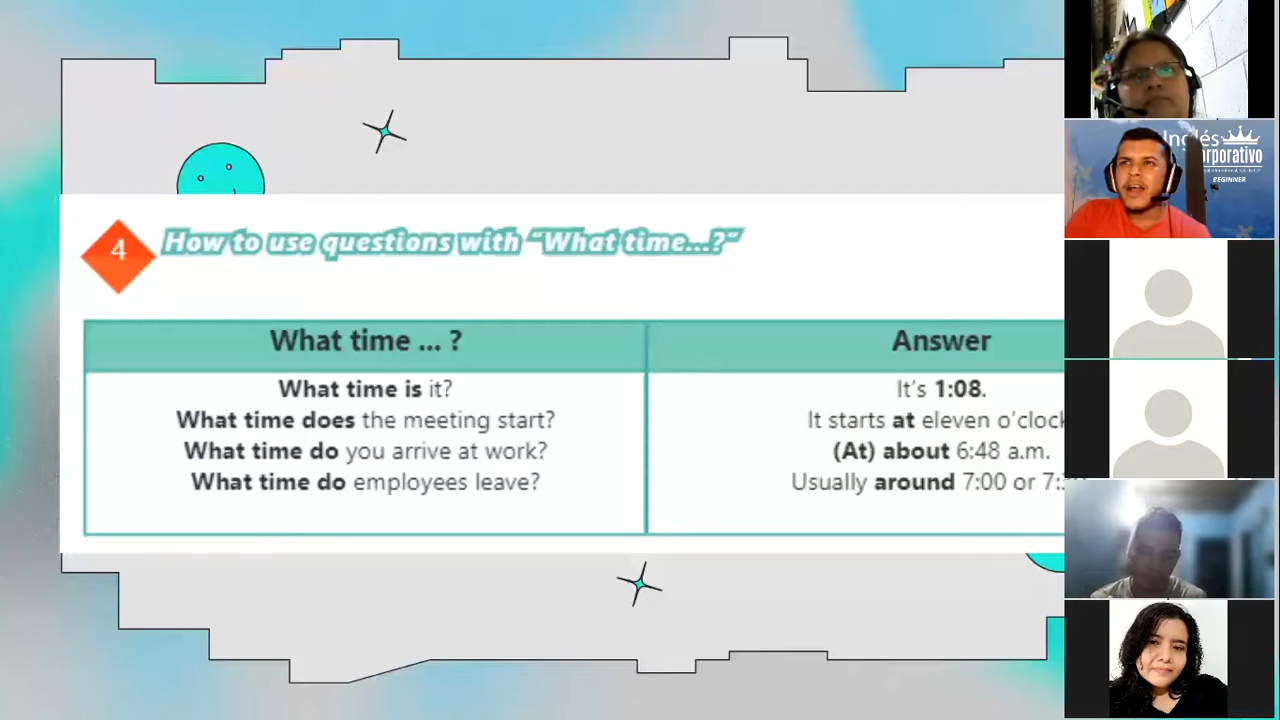 4
How to use questions with “What time...?”
What time ... ?
Answer
What time is it?
It’s 1:08.
What time does the meeting start?
It starts at eleven o’clock
What time do you arrive at work?
(At) about 6:48 a.m.
What time do employees leave?
Usually around 7:00 or
Inglés
BEGINNER